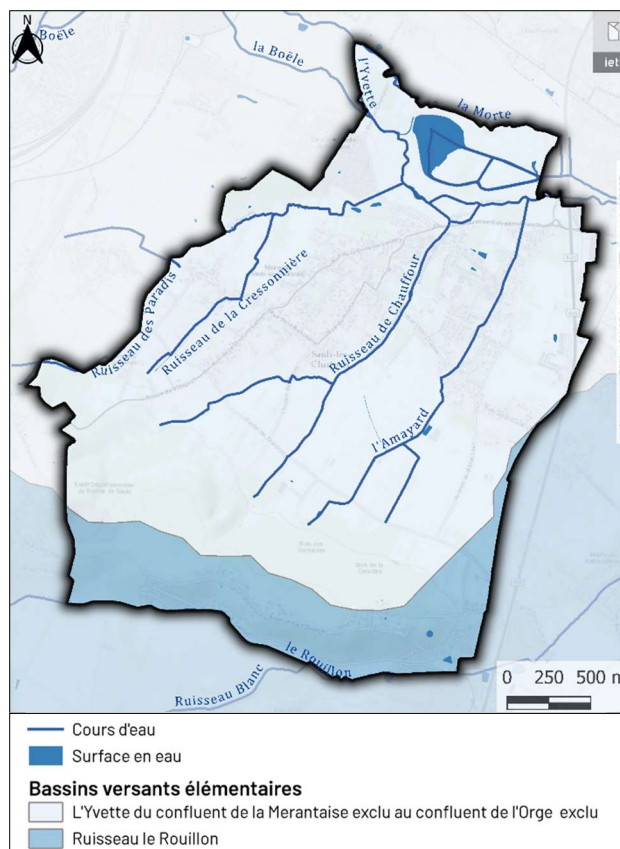 N
Boële
la Boële
l'Yvette
la Morte
iet
Ruisseau des Paradis
Ruisseau de la Cressonnière
Ruisseau de Chauffour
l'Amayard
le Rouillon
Ruisseau Blanc
0 250 500 m
Cours d'eau
Surface en eau
Bassins versants élémentaires
L'Yvette du confluent de la Merantaise exclu au confluent de l'Orge exclu
Ruisseau le Rouillon